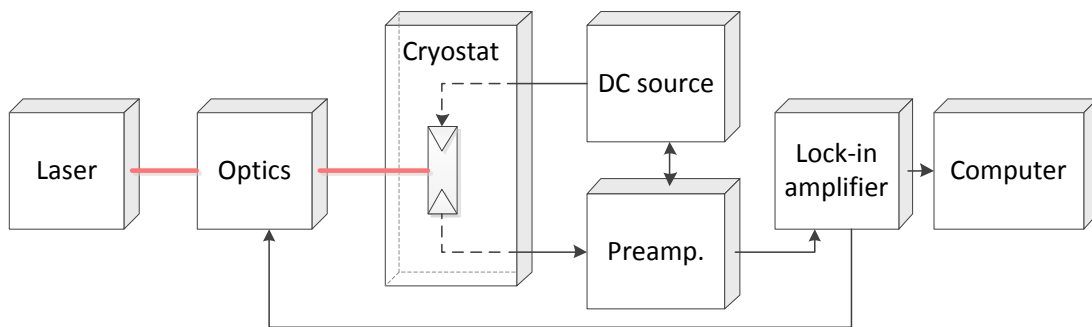 Cryostat
DC source
Laser
Optics
Lock-in
amplifier
Computer
Preamp.